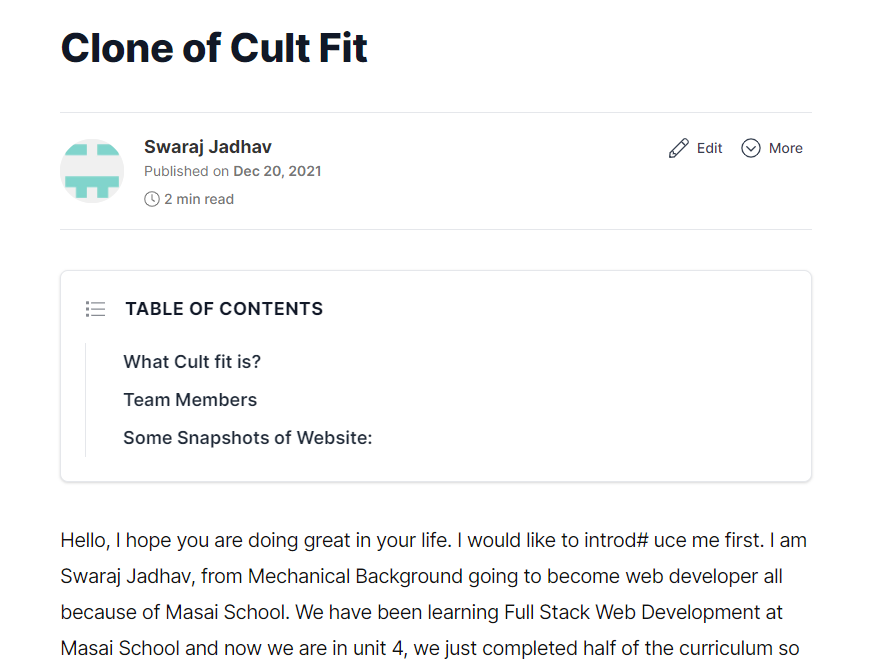 Clone of Cult Fit
Swaraj Jadhav
Published on Dec 20, 2021
2 min read
Edit
More
TABLE OF CONTENTS
What Cult fit is?
Team Members
Some Snapshots of Website:
Hello, I hope you are doing great in your life. I would like to introd# uce me first. I am
Swaraj Jadhav, from Mechanical Background going to become web developer all
because of Masai School. We have been learning Full Stack Web Development at
Masai School and now we are in unit 4, we just completed half of the curriculum so